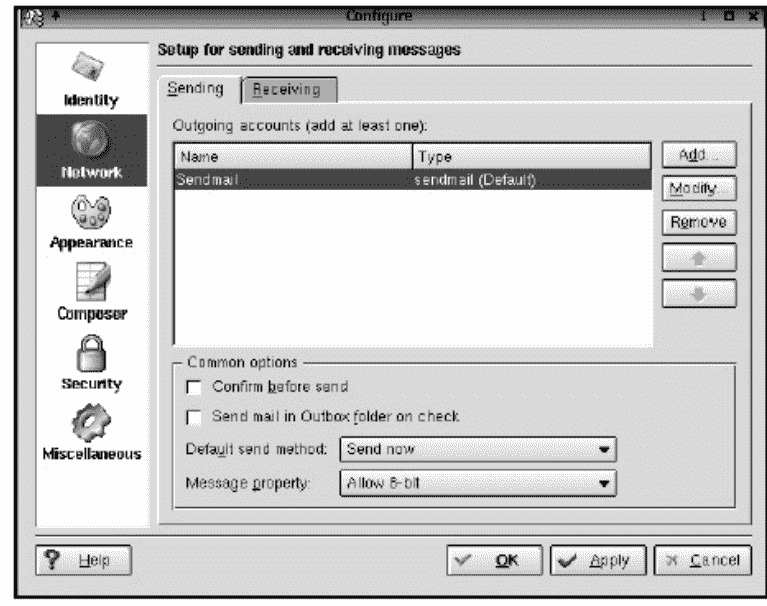 Configure
Identity
Network
Appearance
Composer
Security
Miscellaneous
Setup for sending and receiving messages
Sending Receiving
Outgoing accounts (add at least one):
Name Type
Sendmail sendmail (Default)
Add...
Modify...
Remove
Common options
Confirm before send
Send mail in Outbox folder on check
Default send method: Send now
Message property: Allow 8-bit
? Help OK Apply Cancel